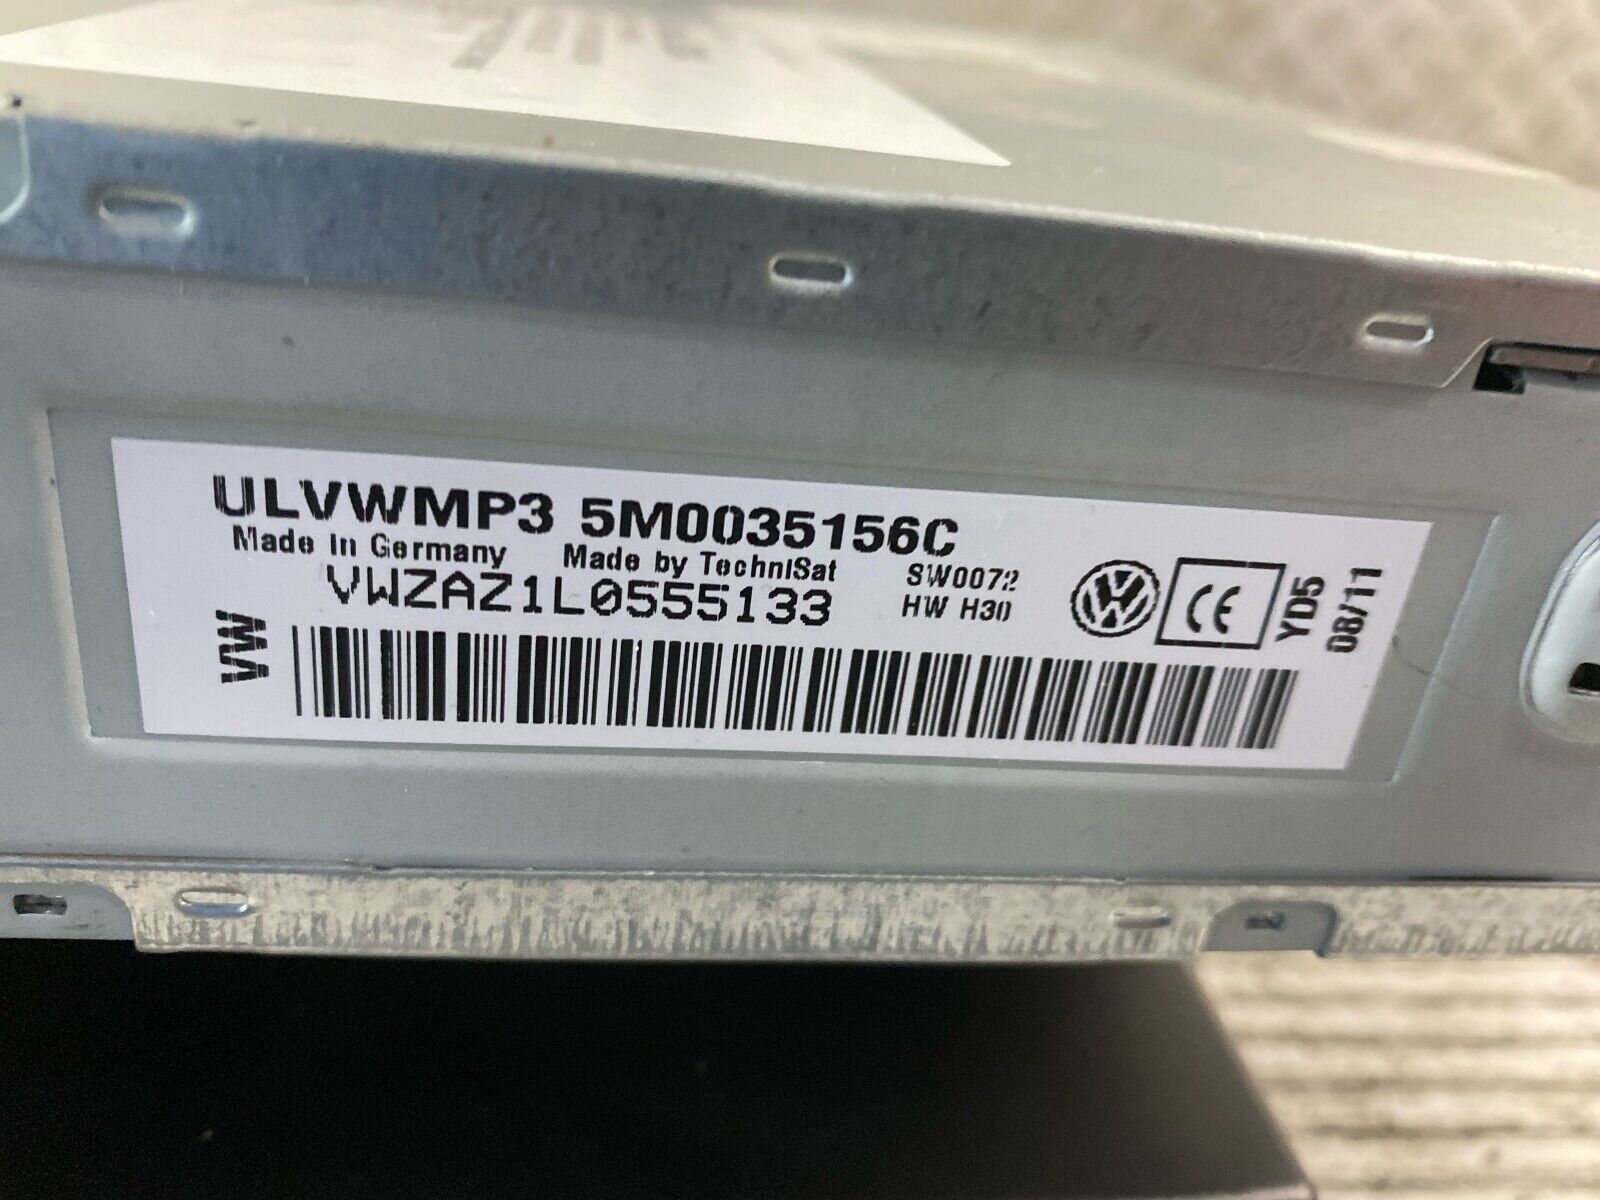 ULVWMP3 5M0035156C
Made in Germany Made by TechniSat
VWZAZ1L0555133
SW0072
HW H30
VW
CE
YD5
08/11